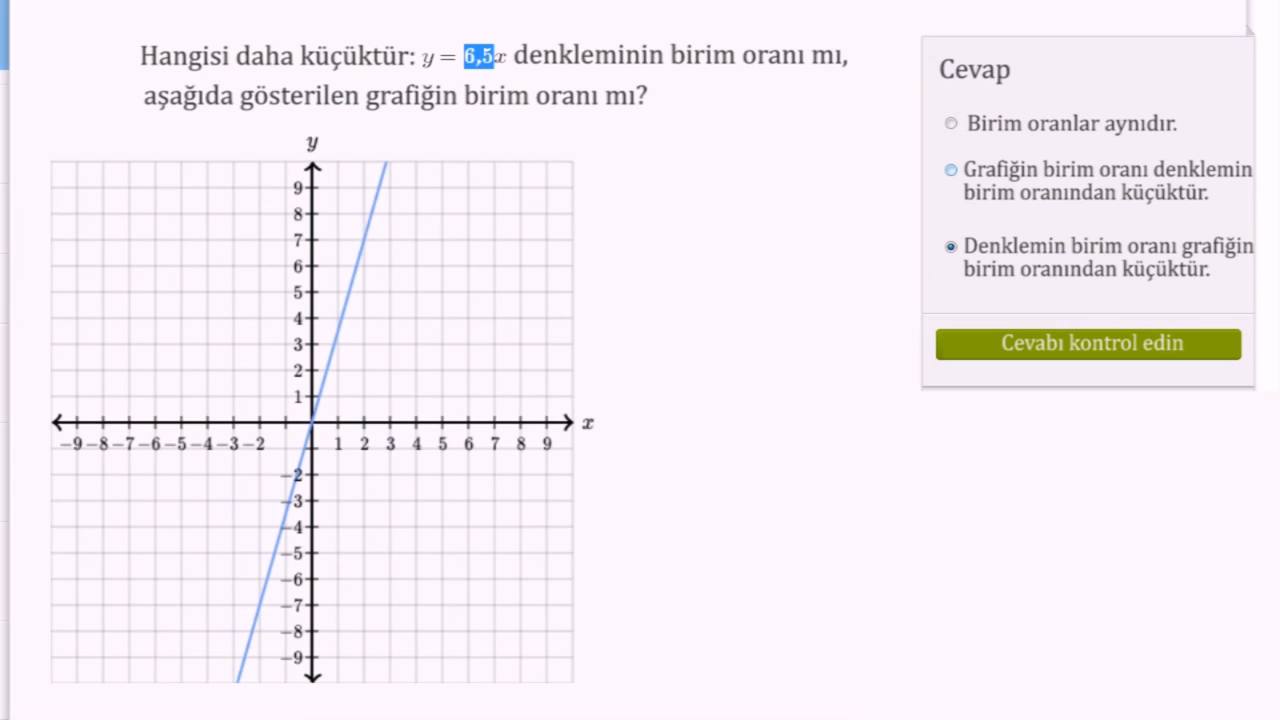 Hangisi daha küçüktür: y = 6,5x denkleminin birim oranı mı,
aşağıda gösterilen grafiğin birim oranı mı?
y
9
8
7
6
5
4
3
2
1
−9 −8 −7 −6 −5 −4 −3 −2 1 2 3 4 5 6 7 8 9 x
−2
−3
−4
−5
−6
−7
−8
−9
Cevap
Birim oranlar aynıdır.
Grafiğin birim oranı denklemin
birim oranından küçüktür.
Denklemin birim oranı grafiğin
birim oranından küçüktür.
Cevabı kontrol edin